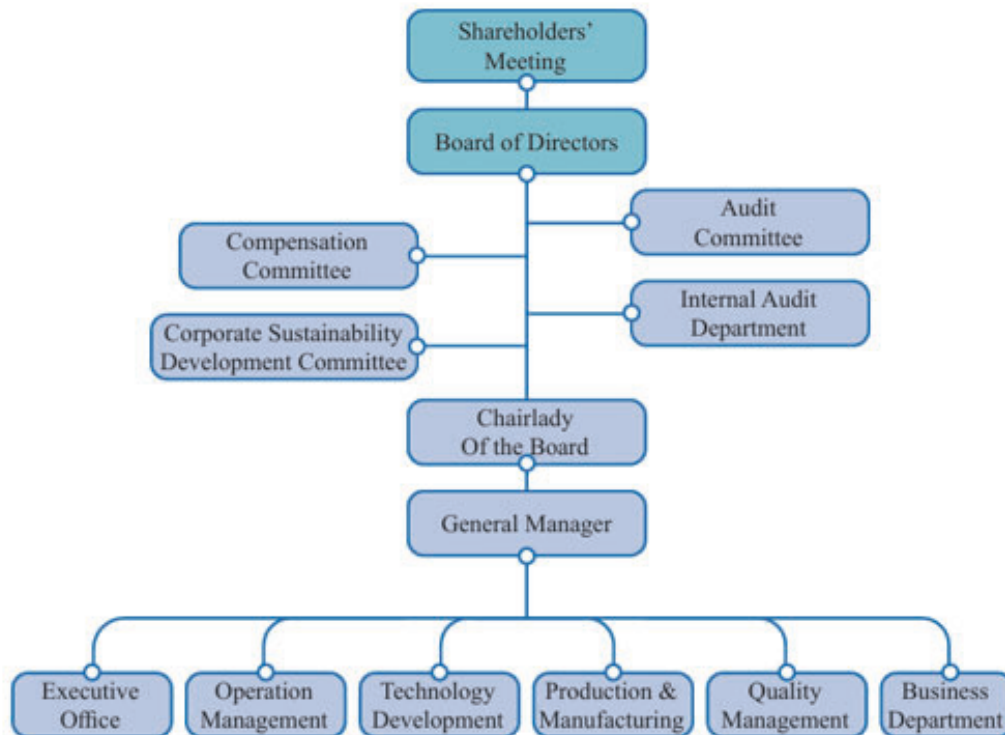 Shareholders’
Meeting
Board of Directors
Audit
Committee
Compensation
Committee
Internal Audit
Department
Corporate Sustainability
Development Committee
Chairlady
Of the Board
General Manager
Executive
Office
Operation
Management
Technology
Development
Production &
Manufacturing
Quality
Management
Business
Department